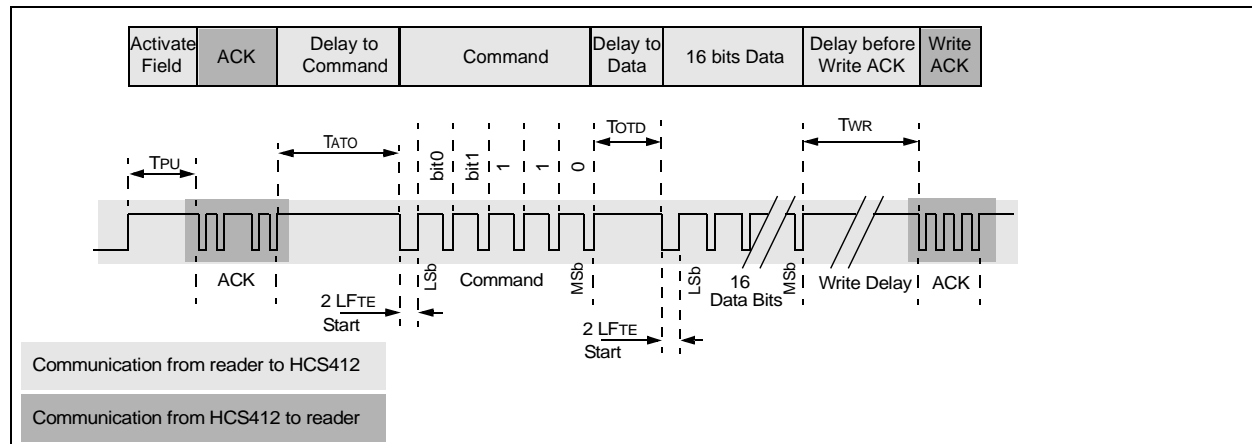 Activate
Field
ACK
Delay to
Command
Command
Delay to
Data
16 bits Data
Delay before
Write ACK
Write
ACK
TPU
TATO
bit0
bit1
1
1
0
TOTD
TWR
ACK
2 LFTE
Start
LSb
Command
MSb
2 LFTE
Start
LSb
16
Data Bits
MSb
Write Delay
ACK
Communication from reader to HCS412
Communication from HCS412 to reader